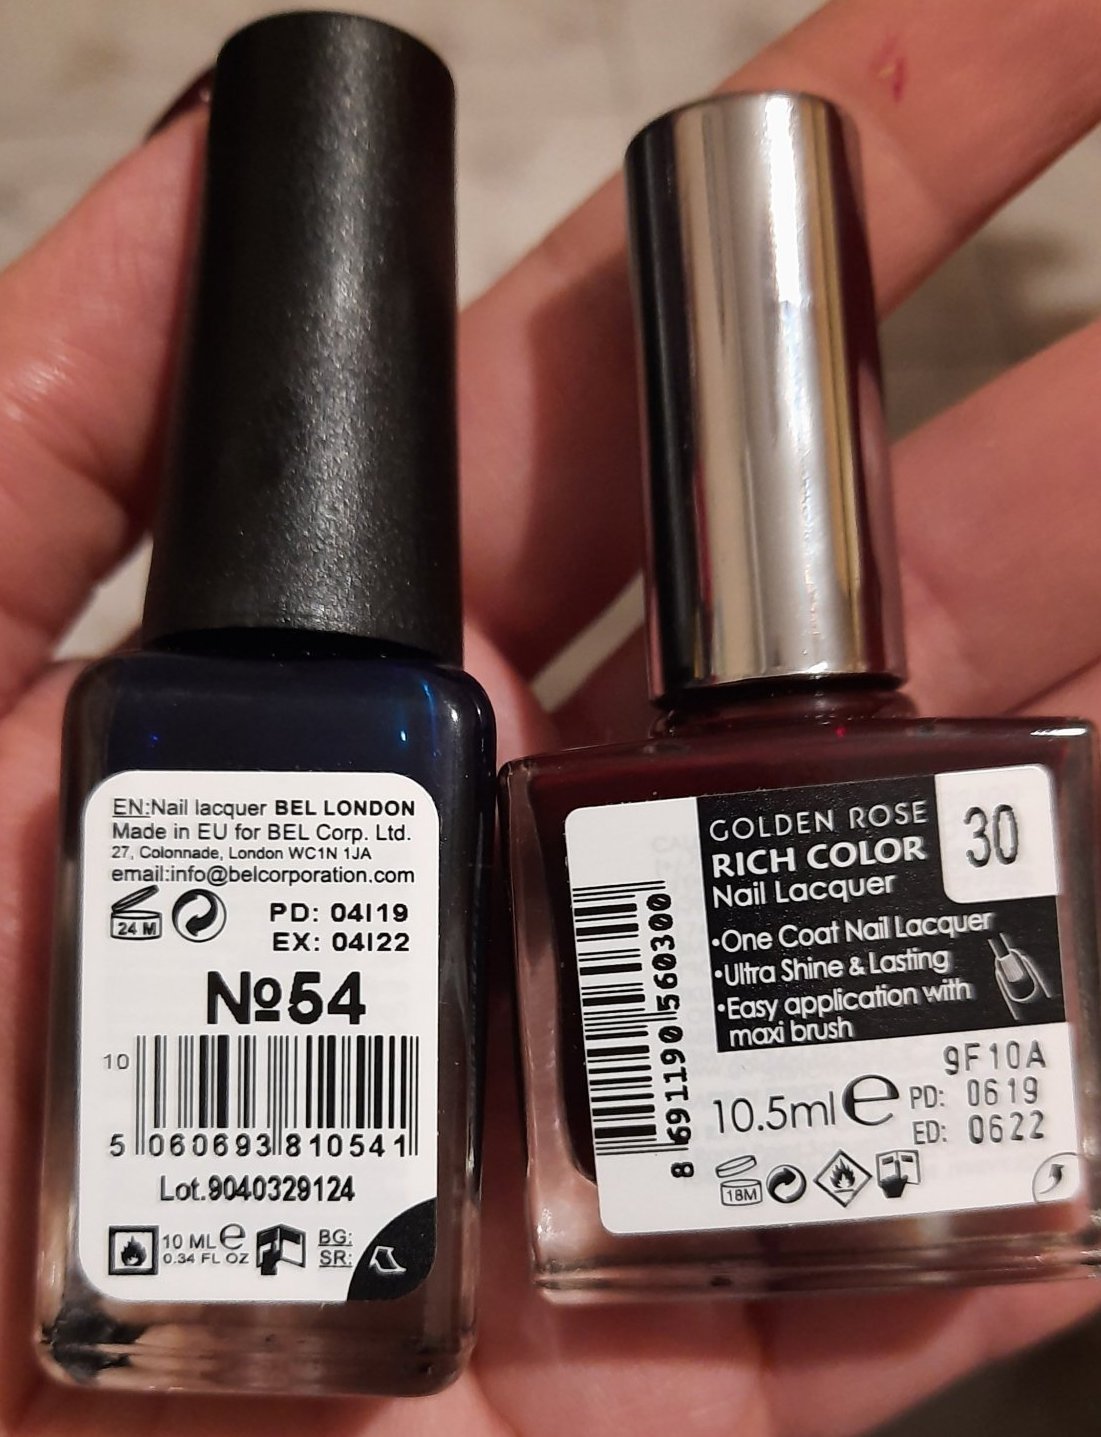 EN:Nail lacquer BEL LONDON
Made in EU for BEL Corp. Ltd.
27, Colonnade, London WC1N 1JA
email:info@belcorporation.com
24 M
PD: 04I19
EX: 04I22
№54
10
5 060693 810541
Lot.9040329124
10 ML e
0.34 FL OZ
BG:
SR:
GOLDEN ROSE
RICH COLOR
Nail Lacquer
30
•One Coat Nail Lacquer
•Ultra Shine & Lasting
•Easy application with
maxi brush
8 691190 560300
9F10A
10.5ml e
PD: 0619
ED: 0622
18M